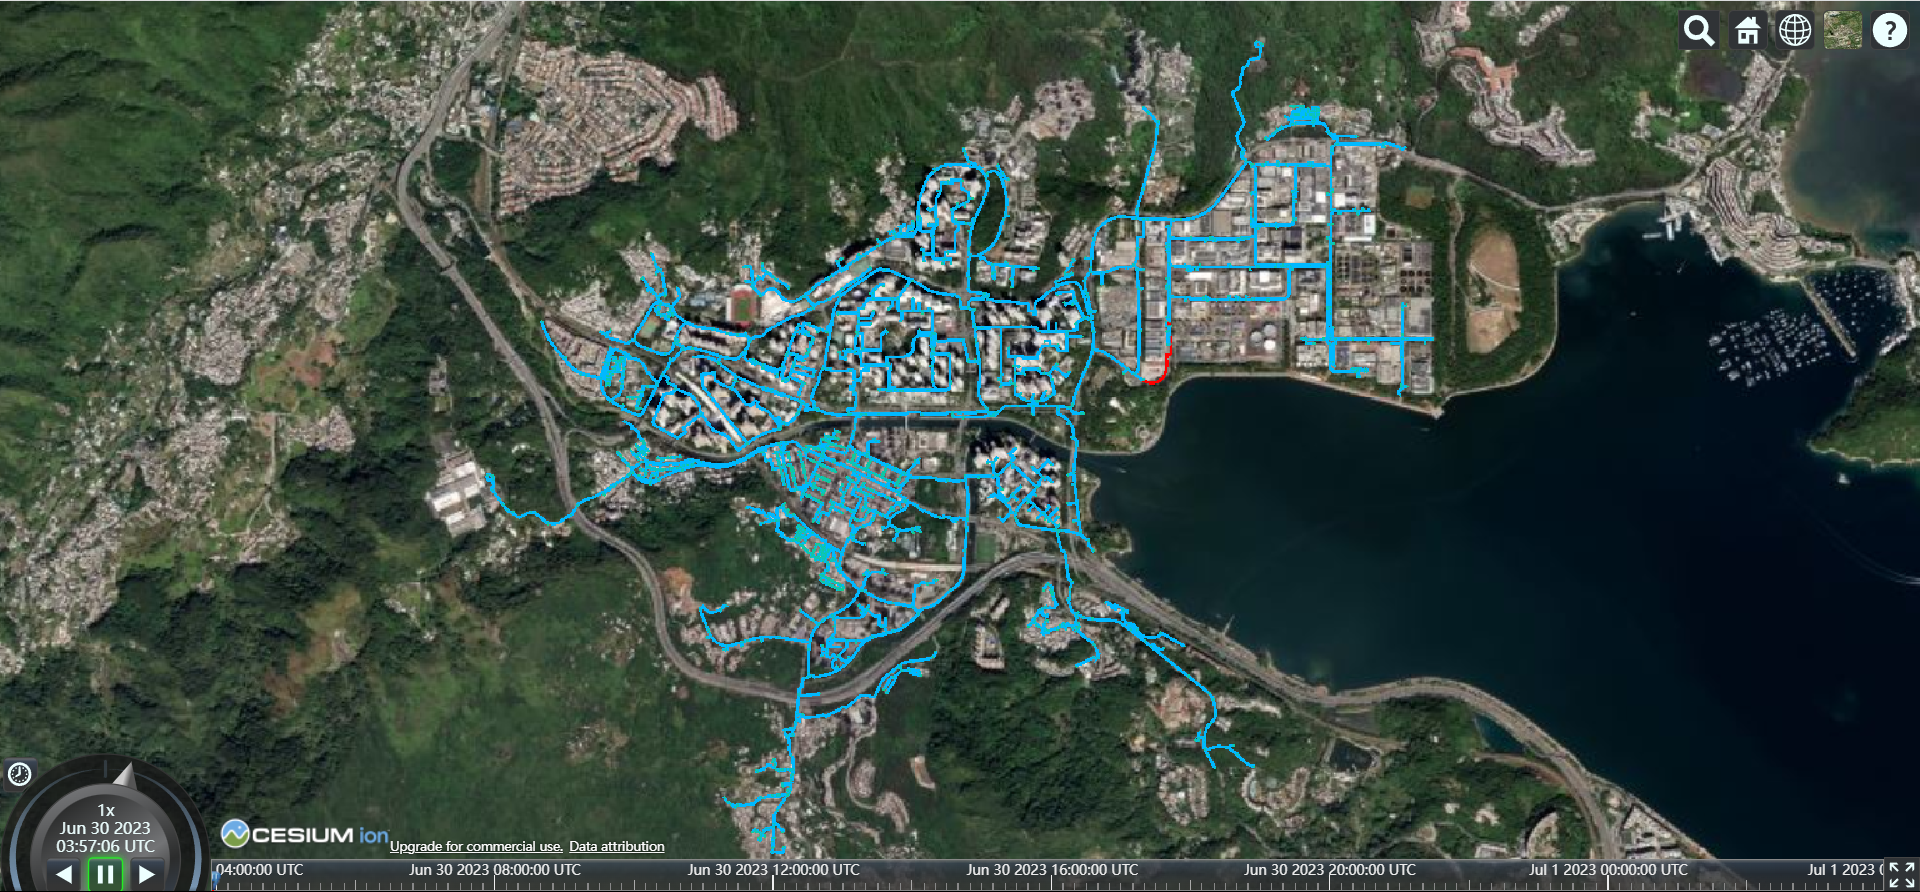 ?
1x
Jun 30 2023
03:57:06 UTC
CESIUM ion
Upgrade for commercial use. Data attribution
04:00:00 UTC Jun 30 2023 08:00:00 UTC Jun 30 2023 12:00:00 UTC Jun 30 2023 16:00:00 UTC Jun 30 2023 20:00:00 UTC Jul 1 2023 00:00:00 UTC Jul 1 2023